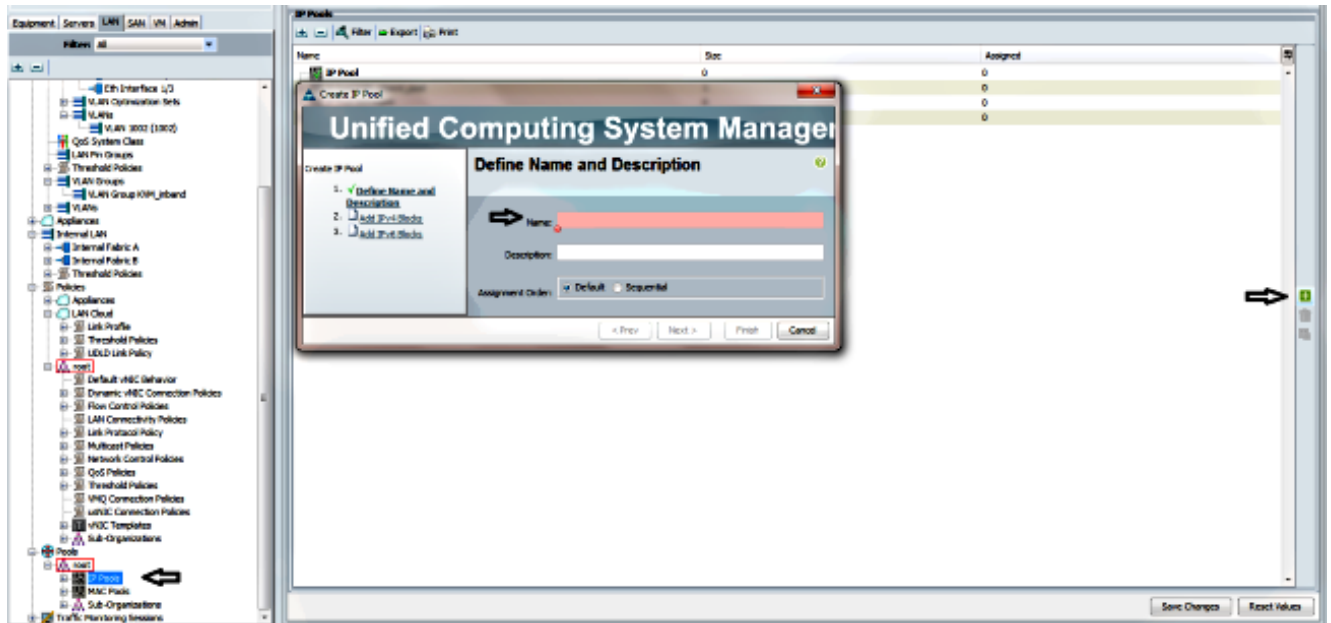 Equipment Servers LAN SAN VM Admin
Filter: All
Eth Interface 1/3
VLAN Optimization Sets
VLANs
VLAN 1002 (1002)
QoS System Class
LAN Pin Groups
Threshold Policies
VLAN Groups
VLAN Group KVM_inband
VLANs
Appliances
Internal LAN
Internal Fabric A
Internal Fabric B
Threshold Policies
Policies
Appliances
LAN Cloud
Link Profile
Threshold Policies
UDLD Link Policy
root
Default vNIC Behavior
Dynamic vNIC Connection Policies
Flow Control Policies
LAN Connectivity Policies
Link Protocol Policy
Multicast Policies
Network Control Policies
QoS Policies
Threshold Policies
VMQ Connection Policies
usNIC Connection Policies
vNIC Templates
Sub-Organizations
Pools
root
IP Pools
MAC Pools
Sub-Organizations
Traffic Monitoring Sessions
IP Pools
Filter Export Print
Name Size Assigned
IP Pool 0 0
0
0
0
Create IP Pool
Unified Computing System Manager
Create IP Pool
1. Define Name and
Description
2. Add IPv4 Blocks
3. Add IPv6 Blocks
Define Name and Description
Name:
Description:
Assignment Order: Default Sequential
< Prev Next > Finish Cancel
Save Changes Reset Values